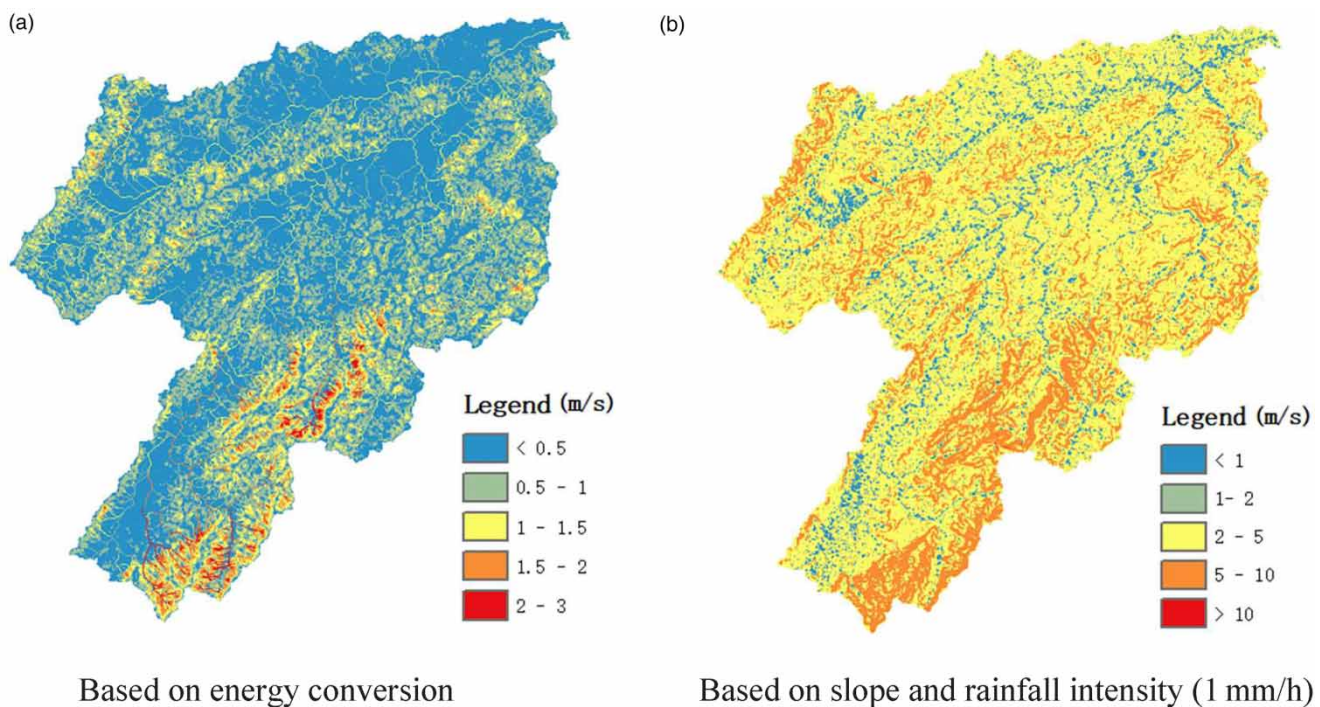 (a)
Legend (m/s)
< 0.5
0.5 - 1
1 - 1.5
1.5 - 2
2 - 3
Based on energy conversion
(b)
Legend (m/s)
< 1
1- 2
2 - 5
5 - 10
> 10
Based on slope and rainfall intensity (1 mm/h)